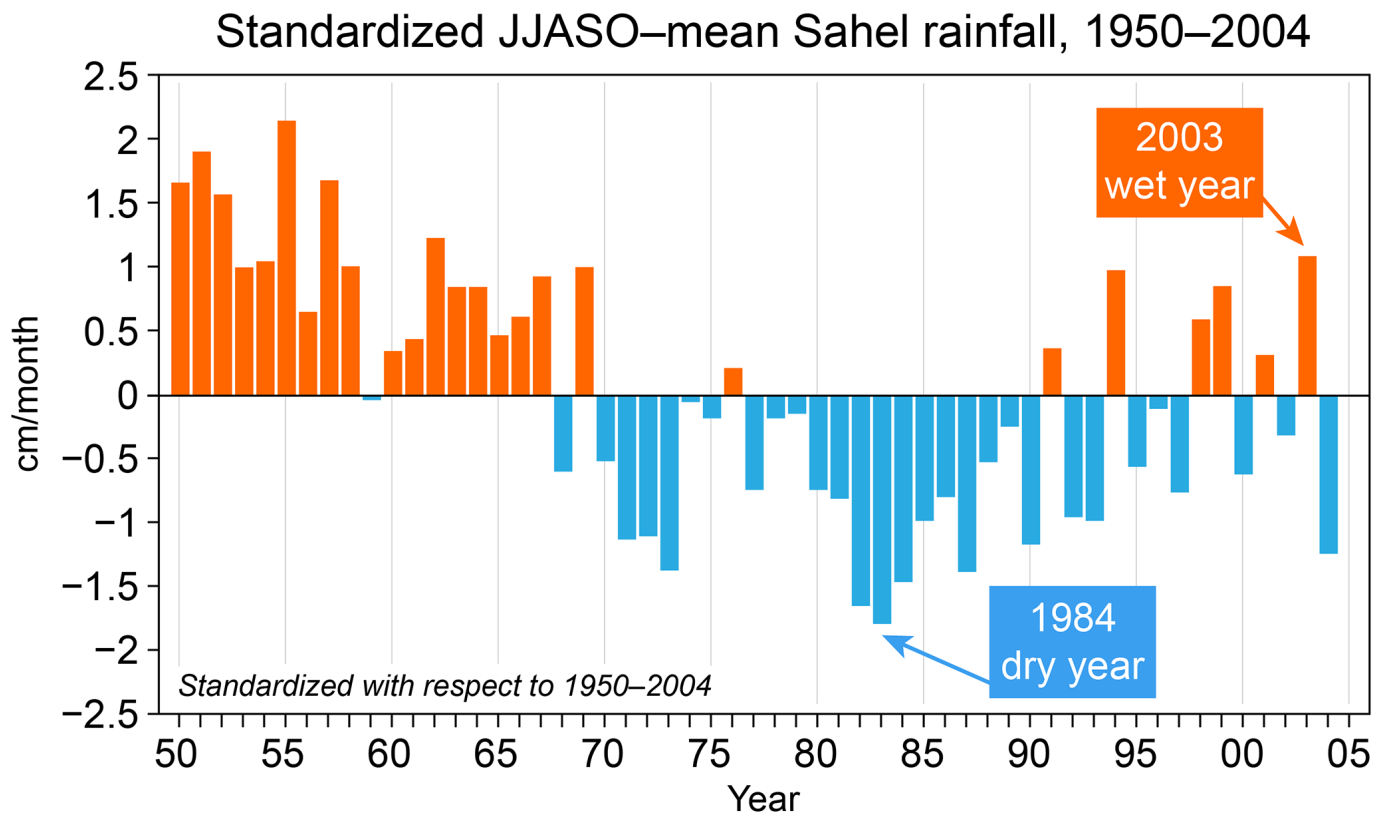 Standardized JJASO–mean Sahel rainfall, 1950–2004
2.5
2
1.5
1
0.5
0
−0.5
−1
−1.5
−2
−2.5
cm/month
2003
wet year
1984
dry year
Standardized with respect to 1950–2004
50 55 60 65 70 75 80 85 90 95 00 05
Year